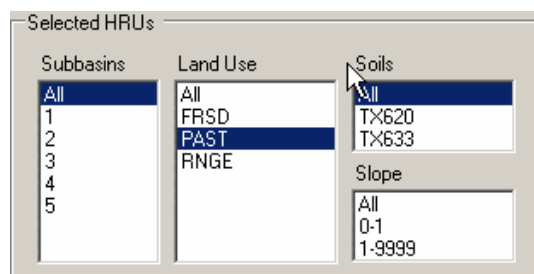 Selected HRUs
Subbasins
All
1
2
3
4
5
Land Use
All
FRSD
PAST
RNGE
Soils
All
TX620
TX633
Slope
All
0-1
1-9999